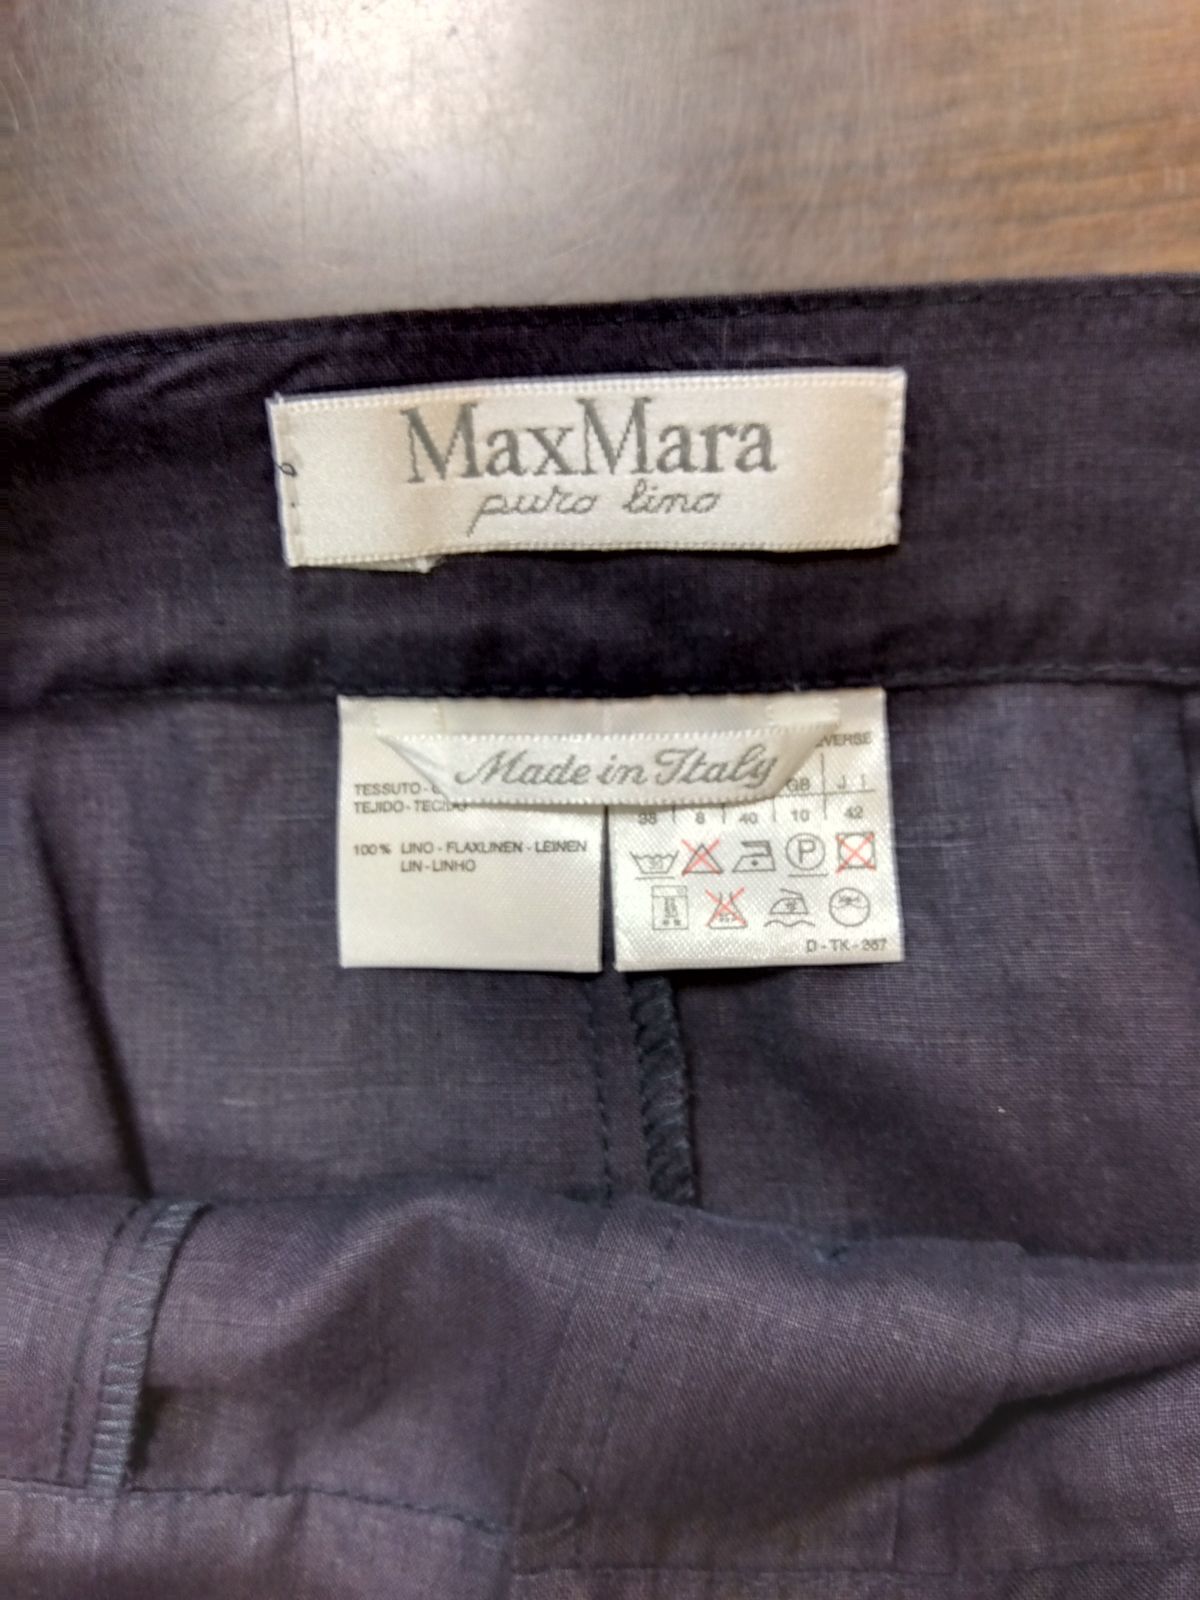 MaxMara
puro lino
Made in Italy
TESSUTO -
TEJIDO - TECIDO
100% LINO - FLAXLINEN - LEINEN
LIN - LINHO
GB J I
38 8 40 10 42
P
D - TK - 267